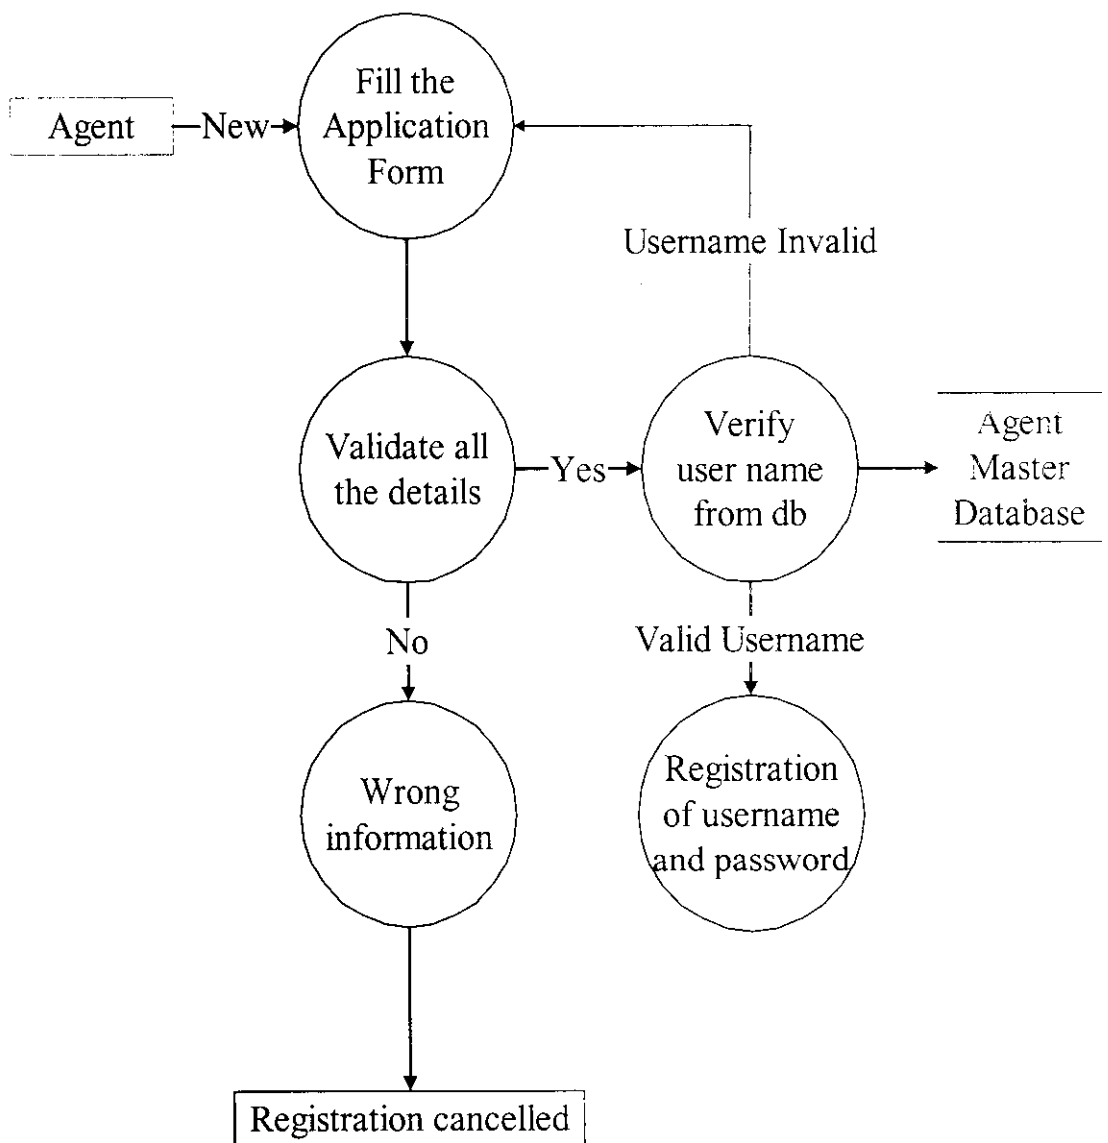 Fill the
Application
Form
Agent
New
Username Invalid
Validate all
the details
Yes
Verify
user name
from db
Agent
Master
Database
No
Valid Username
Wrong
information
Registration
of username
and password
Registration cancelled